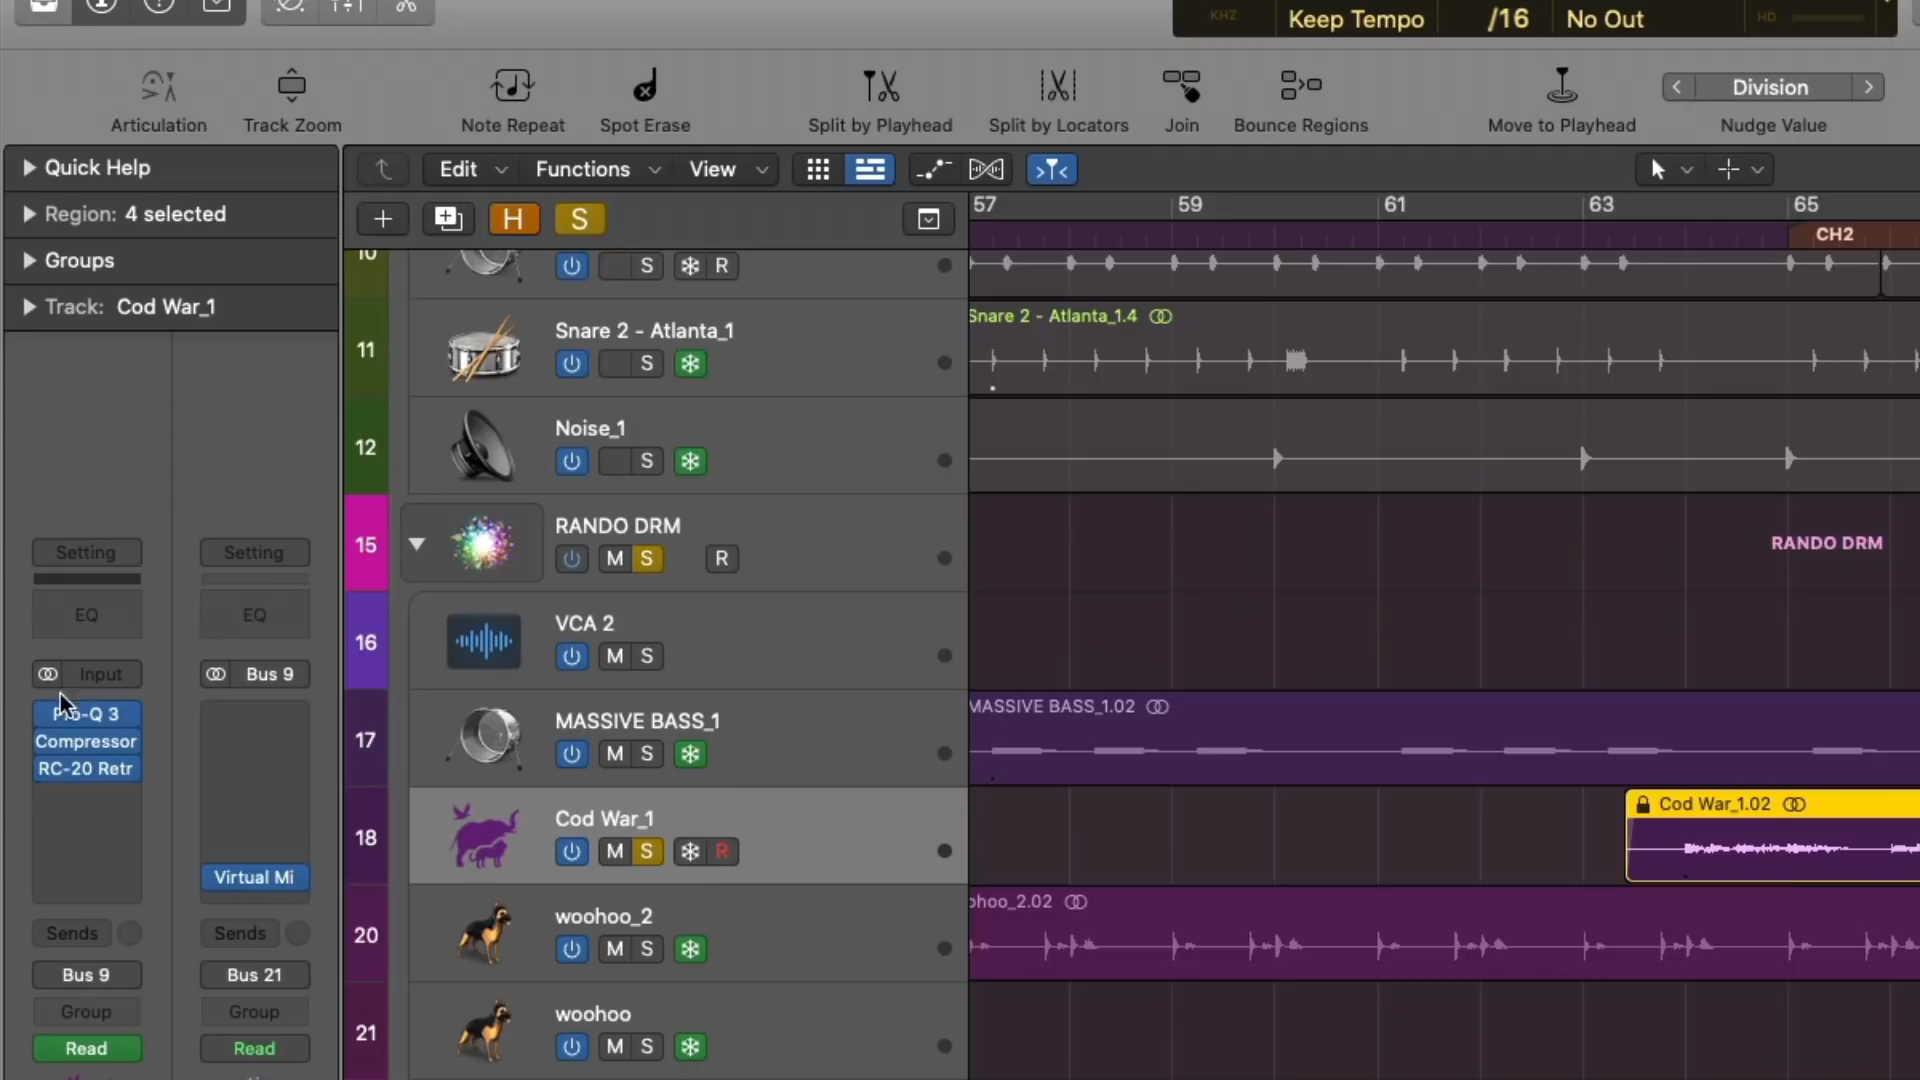 KHZ
Keep Tempo
/16
No Out
HD
Articulation
Track Zoom
Note Repeat
Spot Erase
Split by Playhead
Split by Locators
Join
Bounce Regions
Move to Playhead
Division
Nudge Value
Quick Help
Region: 4 selected
Groups
Track: Cod War_1
Edit
Functions
View
H
S
57
59
61
63
65
CH2
10
S
R
11
Snare 2 - Atlanta_1
S
Snare 2 - Atlanta_1.4
12
Noise_1
S
15
RANDO DRM
M S
R
RANDO DRM
16
VCA 2
M S
17
MASSIVE BASS_1
M S
MASSIVE BASS_1.02
18
Cod War_1
M S
R
Cod War_1.02
20
woohoo_2
M S
ohoo_2.02
21
woohoo
M S
Setting
EQ
Input
Pro-Q 3
Compressor
RC-20 Retr
Sends
Bus 9
Group
Read
Setting
EQ
Bus 9
Virtual Mi
Sends
Bus 21
Group
Read